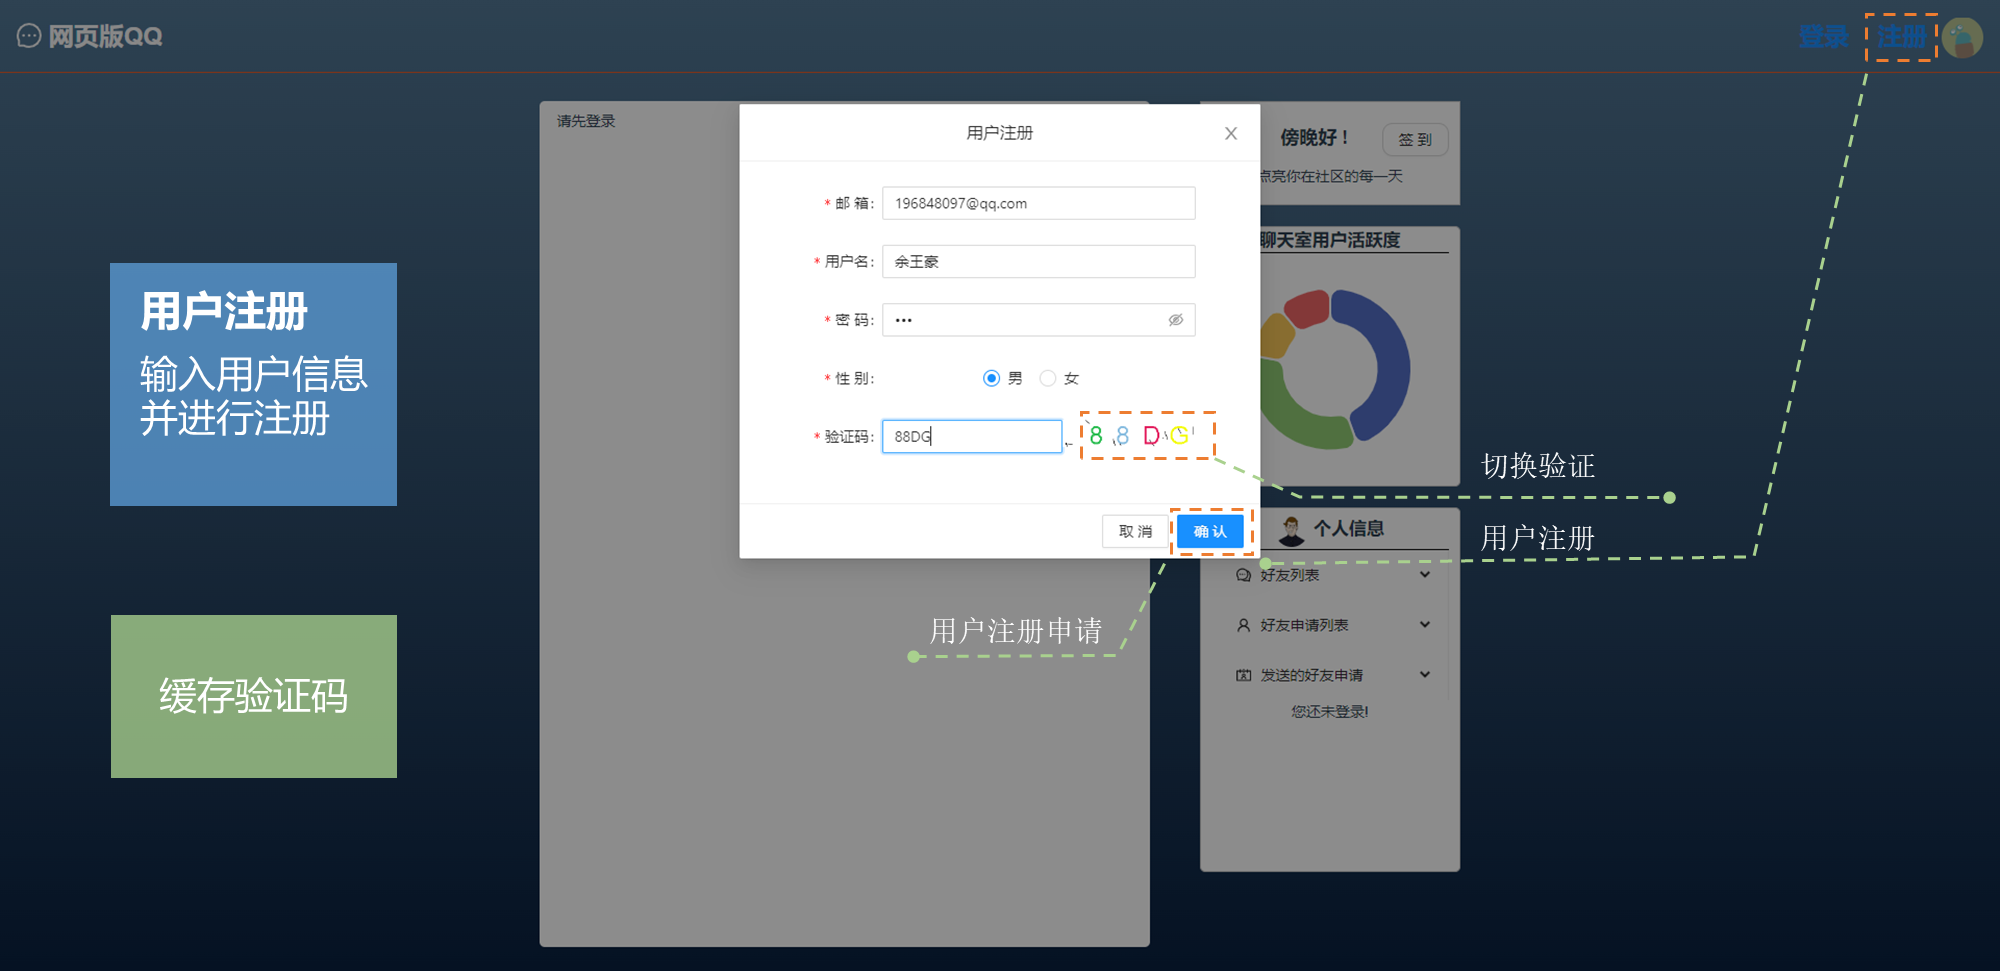 网页版QQ
登录
注册
请先登录
用户注册
* 邮 箱：
196848097@qq.com
* 用户名：
余王豪
* 密 码：
•••
* 性 别：
男
女
* 验证码：
88DG
8 8 D G
取 消
确 认
傍晚好！
签 到
点亮你在社区的每一天
聊天室用户活跃度
个人信息
好友列表
好友申请列表
发送的好友申请
您还未登录!
用户注册
输入用户信息
并进行注册
缓存验证码
切换验证
用户注册
用户注册申请